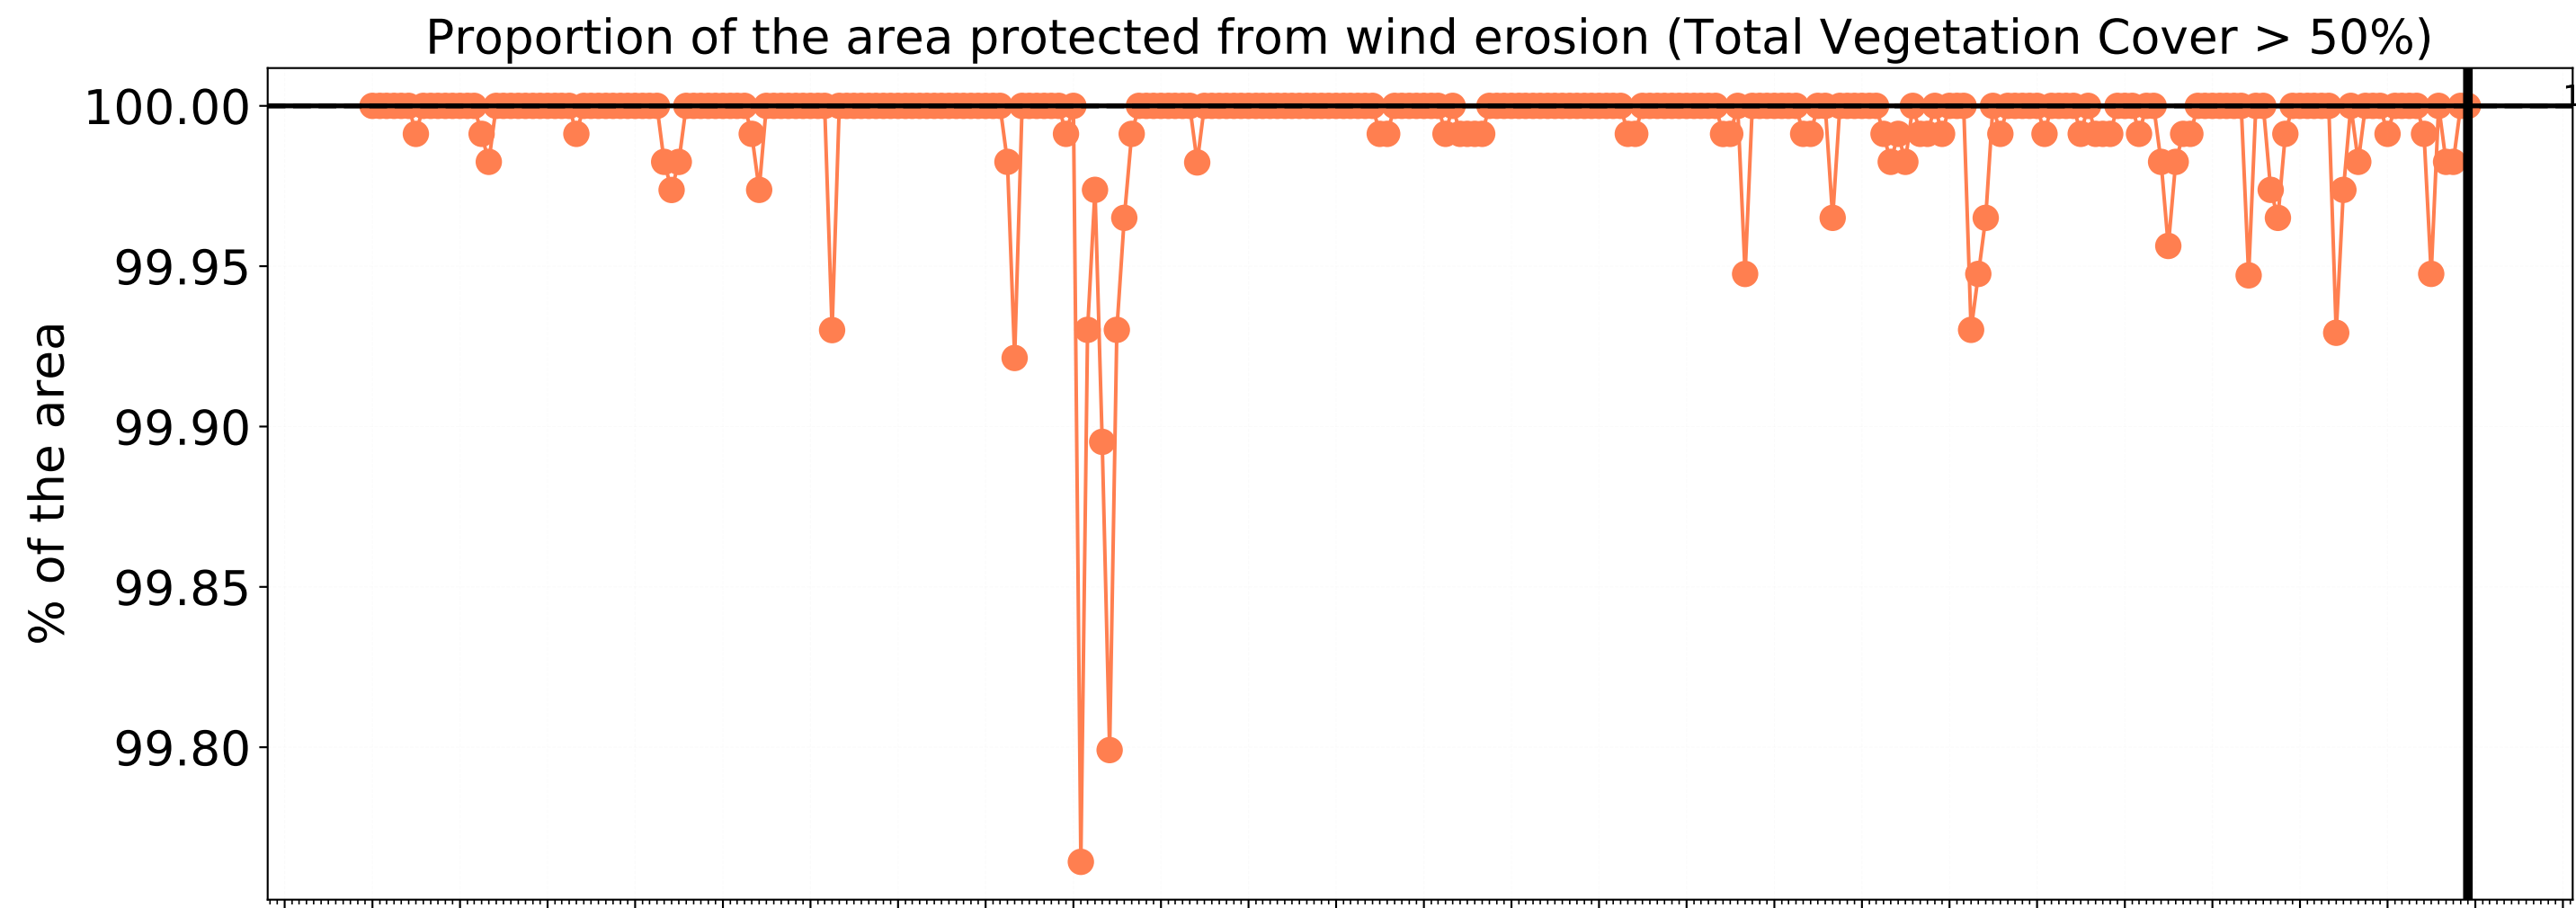 Proportion of the area protected from wind erosion (Total Vegetation Cover > 50%)
100.00
99.95
99.90
99.85
99.80
% of the area